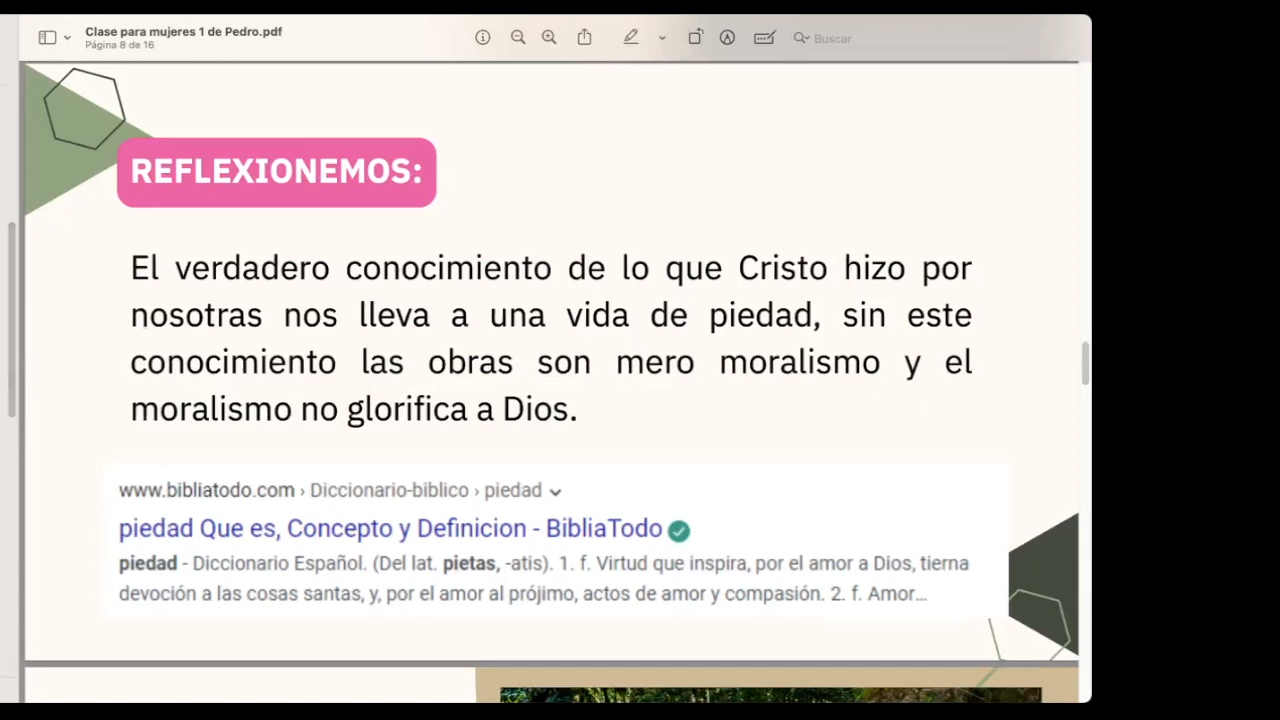 Clase para mujeres 1 de Pedro.pdf
Página 8 de 16
Buscar
REFLEXIONEMOS:
El verdadero conocimiento de lo que Cristo hizo por
nosotras nos lleva a una vida de piedad, sin este
conocimiento las obras son mero moralismo y el
moralismo no glorifica a Dios.
www.bibliatodo.com › Diccionario-biblico › piedad
piedad Que es, Concepto y Definicion - BibliaTodo
piedad - Diccionario Español. (Del lat. pietas, -atis). 1. f. Virtud que inspira, por el amor a Dios, tierna
devoción a las cosas santas, y, por el amor al prójimo, actos de amor y compasión. 2. f. Amor...